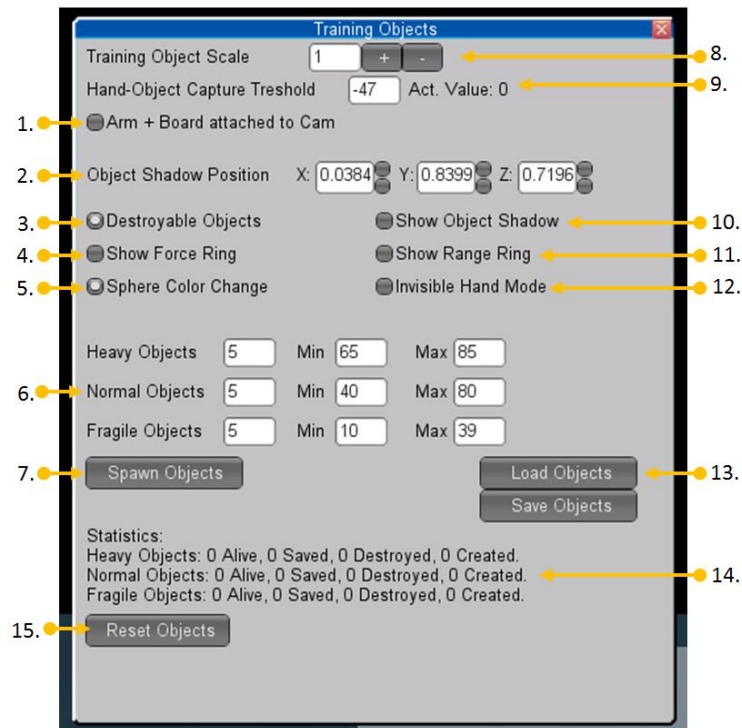 Training Objects
8. Training Object Scale 1 + -
9. Hand-Object Capture Treshold -47 Act. Value: 0
1. Arm + Board attached to Cam
2. Object Shadow Position X: 0.0384 Y: 0.8399 Z: 0.7196
3. Destroyable Objects Show Object Shadow 10.
4. Show Force Ring Show Range Ring 11.
5. Sphere Color Change Invisible Hand Mode 12.
Heavy Objects 5 Min 65 Max 85
6. Normal Objects 5 Min 40 Max 80
Fragile Objects 5 Min 10 Max 39
7. Spawn Objects Load Objects 13.
Save Objects
Statistics:
Heavy Objects: 0 Alive, 0 Saved, 0 Destroyed, 0 Created.
Normal Objects: 0 Alive, 0 Saved, 0 Destroyed, 0 Created. 14.
Fragile Objects: 0 Alive, 0 Saved, 0 Destroyed, 0 Created.
15. Reset Objects